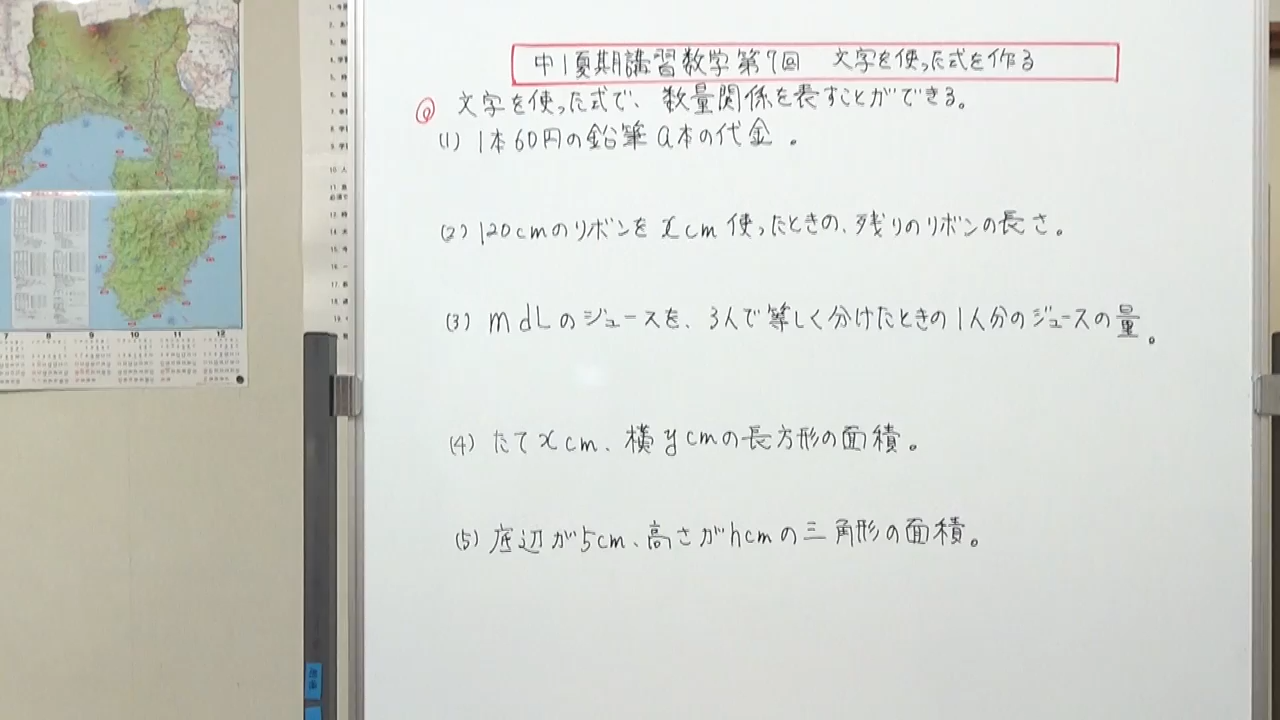 中1夏期講習数学第7回 文字を使った式を作る
◎ 文字を使った式で、数量関係を表すことができる。
(1) 1本60円の鉛筆a本の代金。
(2) 120cmのリボンをxcm使ったときの、残りのリボンの長さ。
(3) mdLのジュースを、3人で等しく分けたときの1人分のジュースの量。
(4) たてxcm、横ycmの長方形の面積。
(5) 底辺が5cm、高さがhcmの三角形の面積。
7 8 9 10 11 12